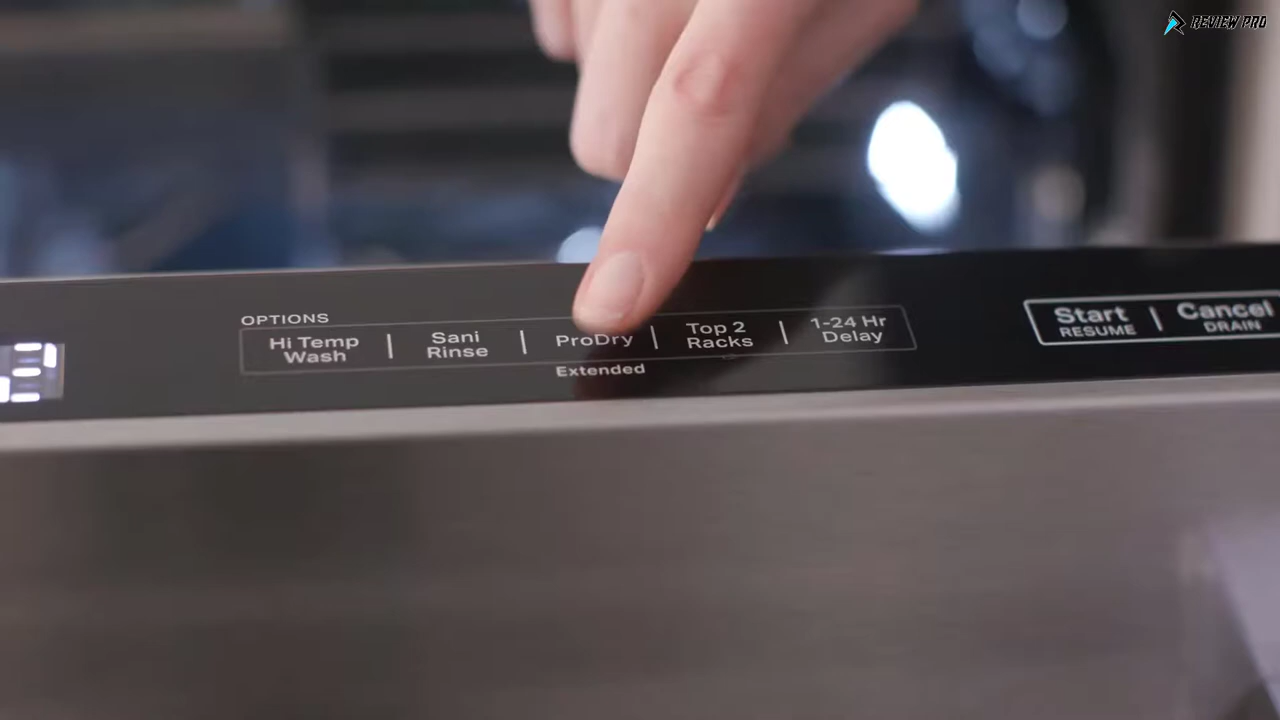 REVIEW PRO
OPTIONS
Hi Temp
Wash
Sani
Rinse
ProDry
Extended
Top 2
Racks
1-24 Hr
Delay
Start
RESUME
Cancel
DRAIN